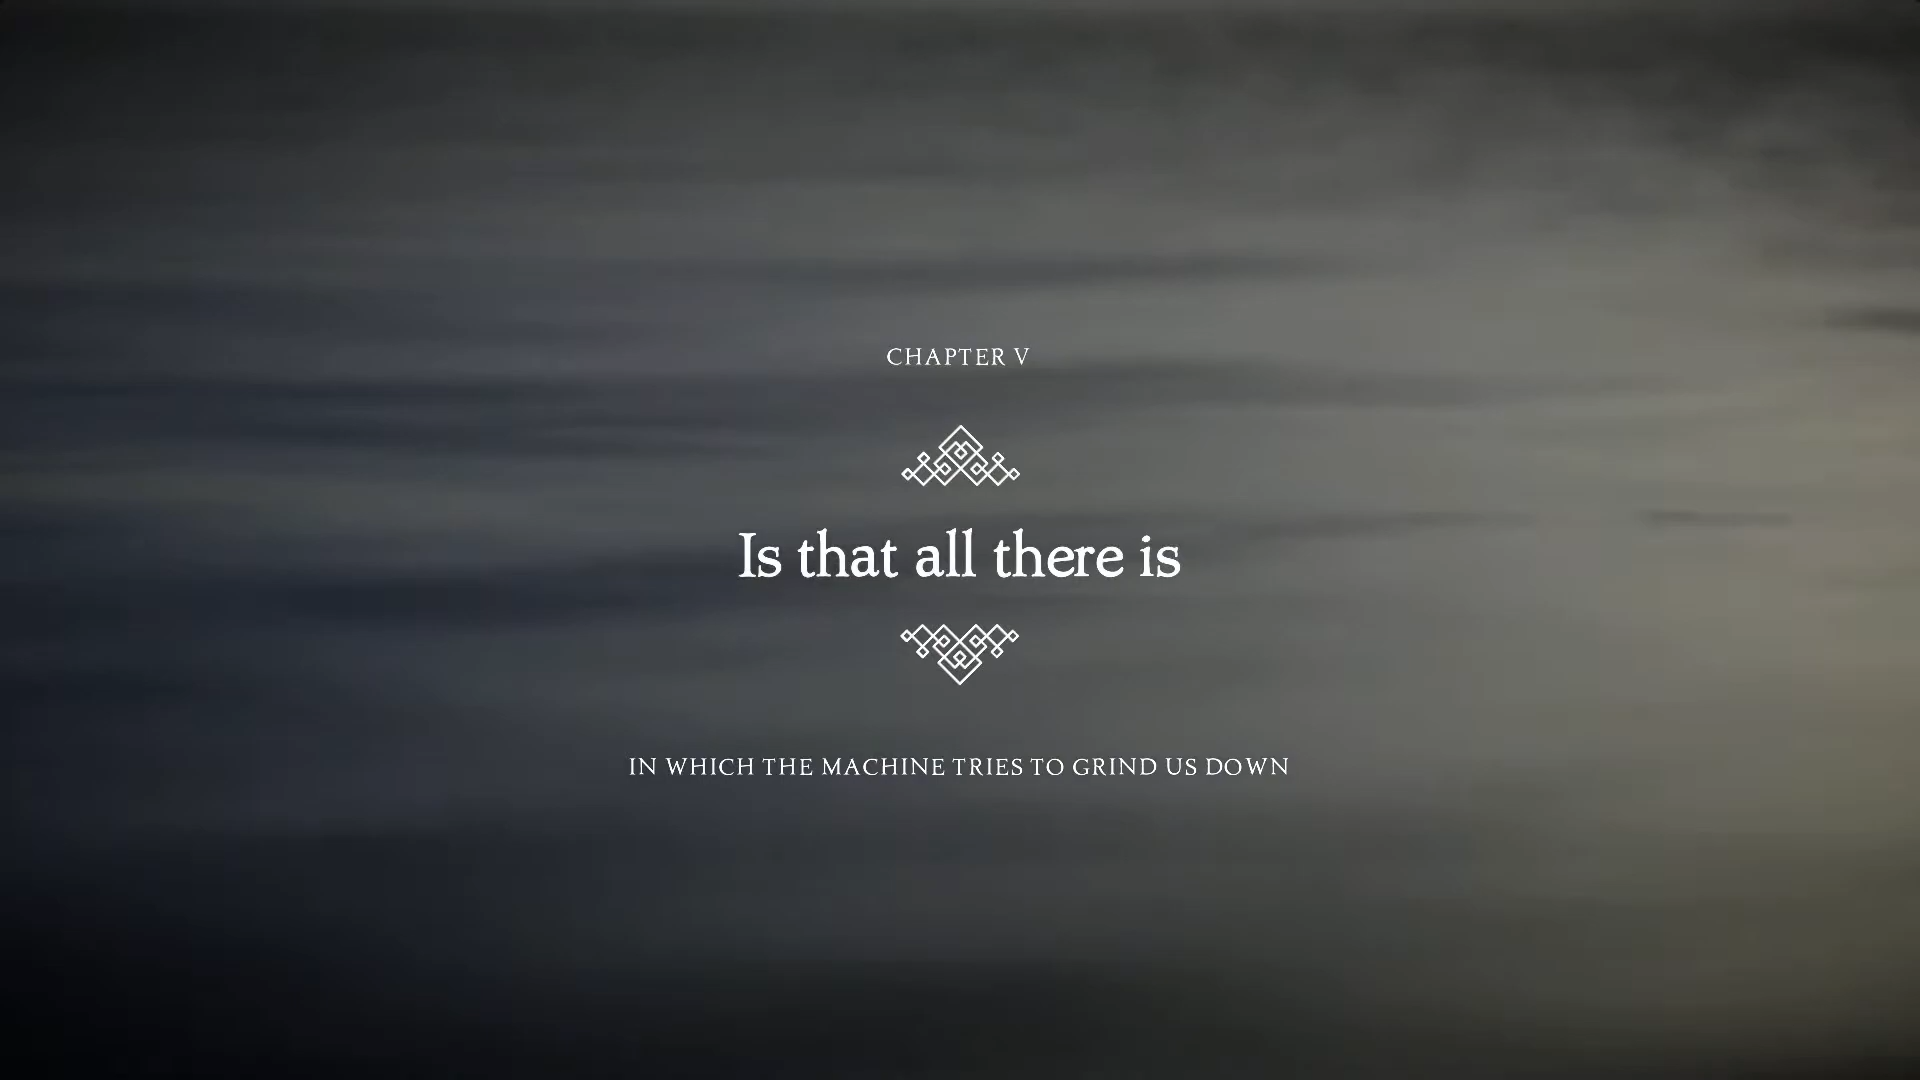 CHAPTER V
Is that all there is
IN WHICH THE MACHINE TRIES TO GRIND US DOWN